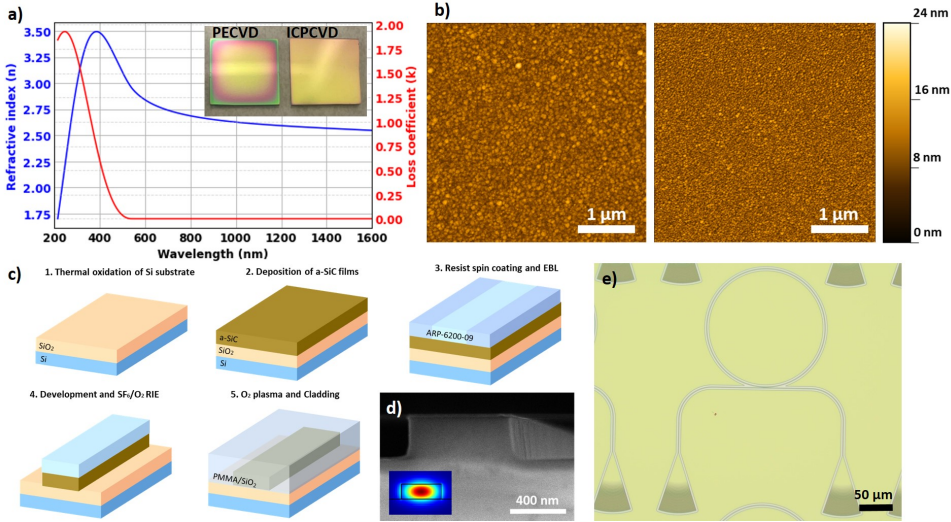 a)
PECVD
ICPCVD
Refractive index (n)
3.50
3.25
3.00
2.75
2.50
2.25
2.00
1.75
Loss coefficient (k)
2.00
1.75
1.50
1.25
1.00
0.75
0.50
0.25
0.00
200
400
600
800
1000
1200
1400
1600
Wavelength (nm)
b)
1 µm
1 µm
24 nm
16 nm
8 nm
0 nm
c)
1. Thermal oxidation of Si substrate
SiO₂
Si
2. Deposition of a-SiC films
a-SiC
SiO₂
Si
3. Resist spin coating and EBL
ARP-6200-09
4. Development and SF₆/O₂ RIE
5. O₂ plasma and Cladding
PMMA/SiO₂
d)
400 nm
e)
50 µm